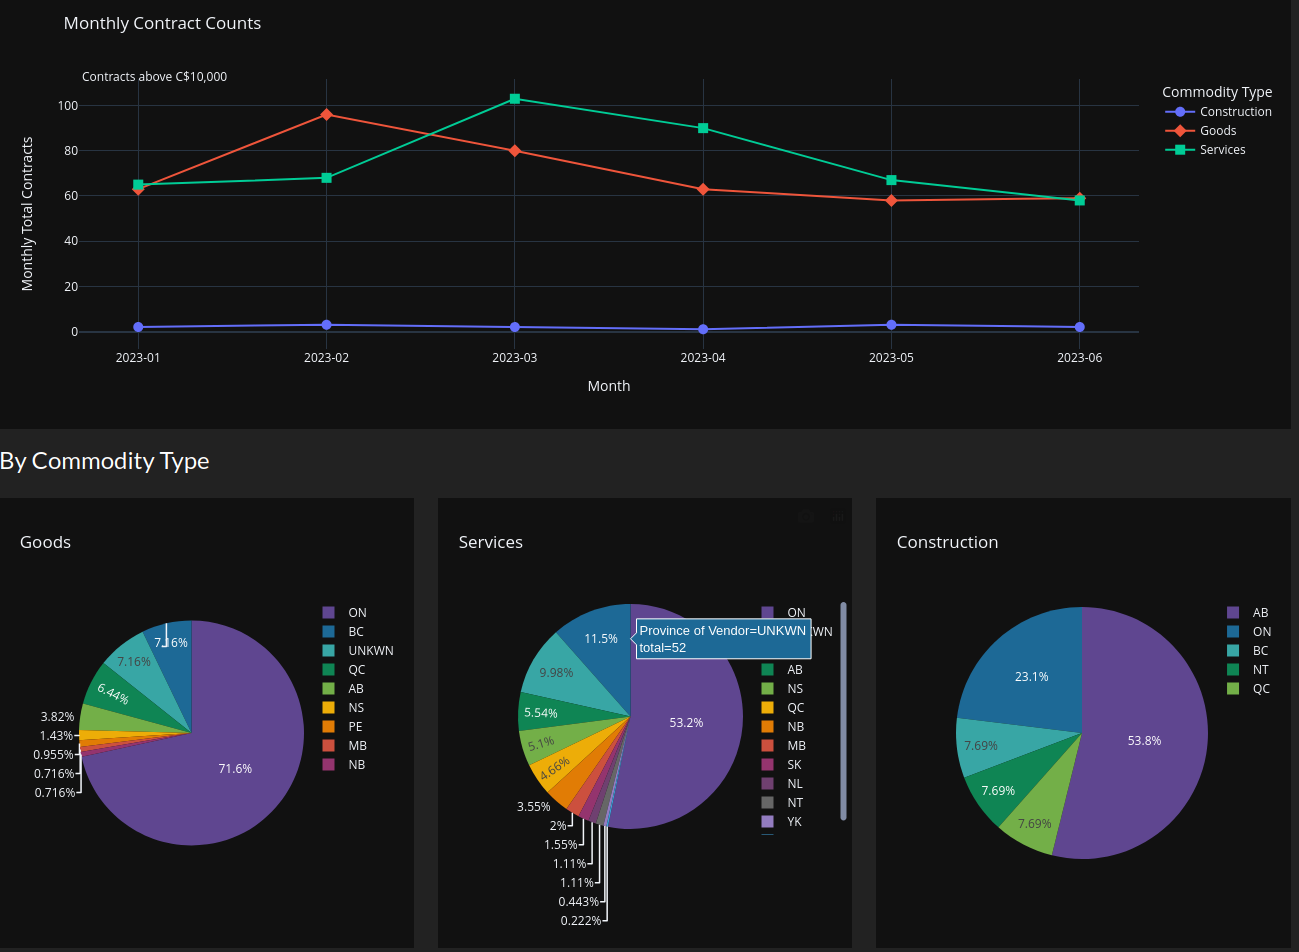 Monthly Contract Counts
Contracts above C$10,000
Monthly Total Contracts
100
80
60
40
20
0
2023-01 2023-02 2023-03 2023-04 2023-05 2023-06
Month
Commodity Type
Construction
Goods
Services
By Commodity Type
Goods
71.6%
7.16%
7.16%
6.44%
3.82%
1.43%
0.955%
0.716%
0.716%
ON
BC
UNKWN
QC
AB
NS
PE
MB
NB
Services
53.2%
11.5%
9.98%
5.54%
5.1%
4.66%
3.55%
2%
1.55%
1.11%
1.11%
0.443%
0.222%
Province of Vendor=UNKWN
total=52
ON
WN
AB
NS
QC
NB
MB
SK
NL
NT
YK
Construction
53.8%
23.1%
7.69%
7.69%
7.69%
AB
ON
BC
NT
QC